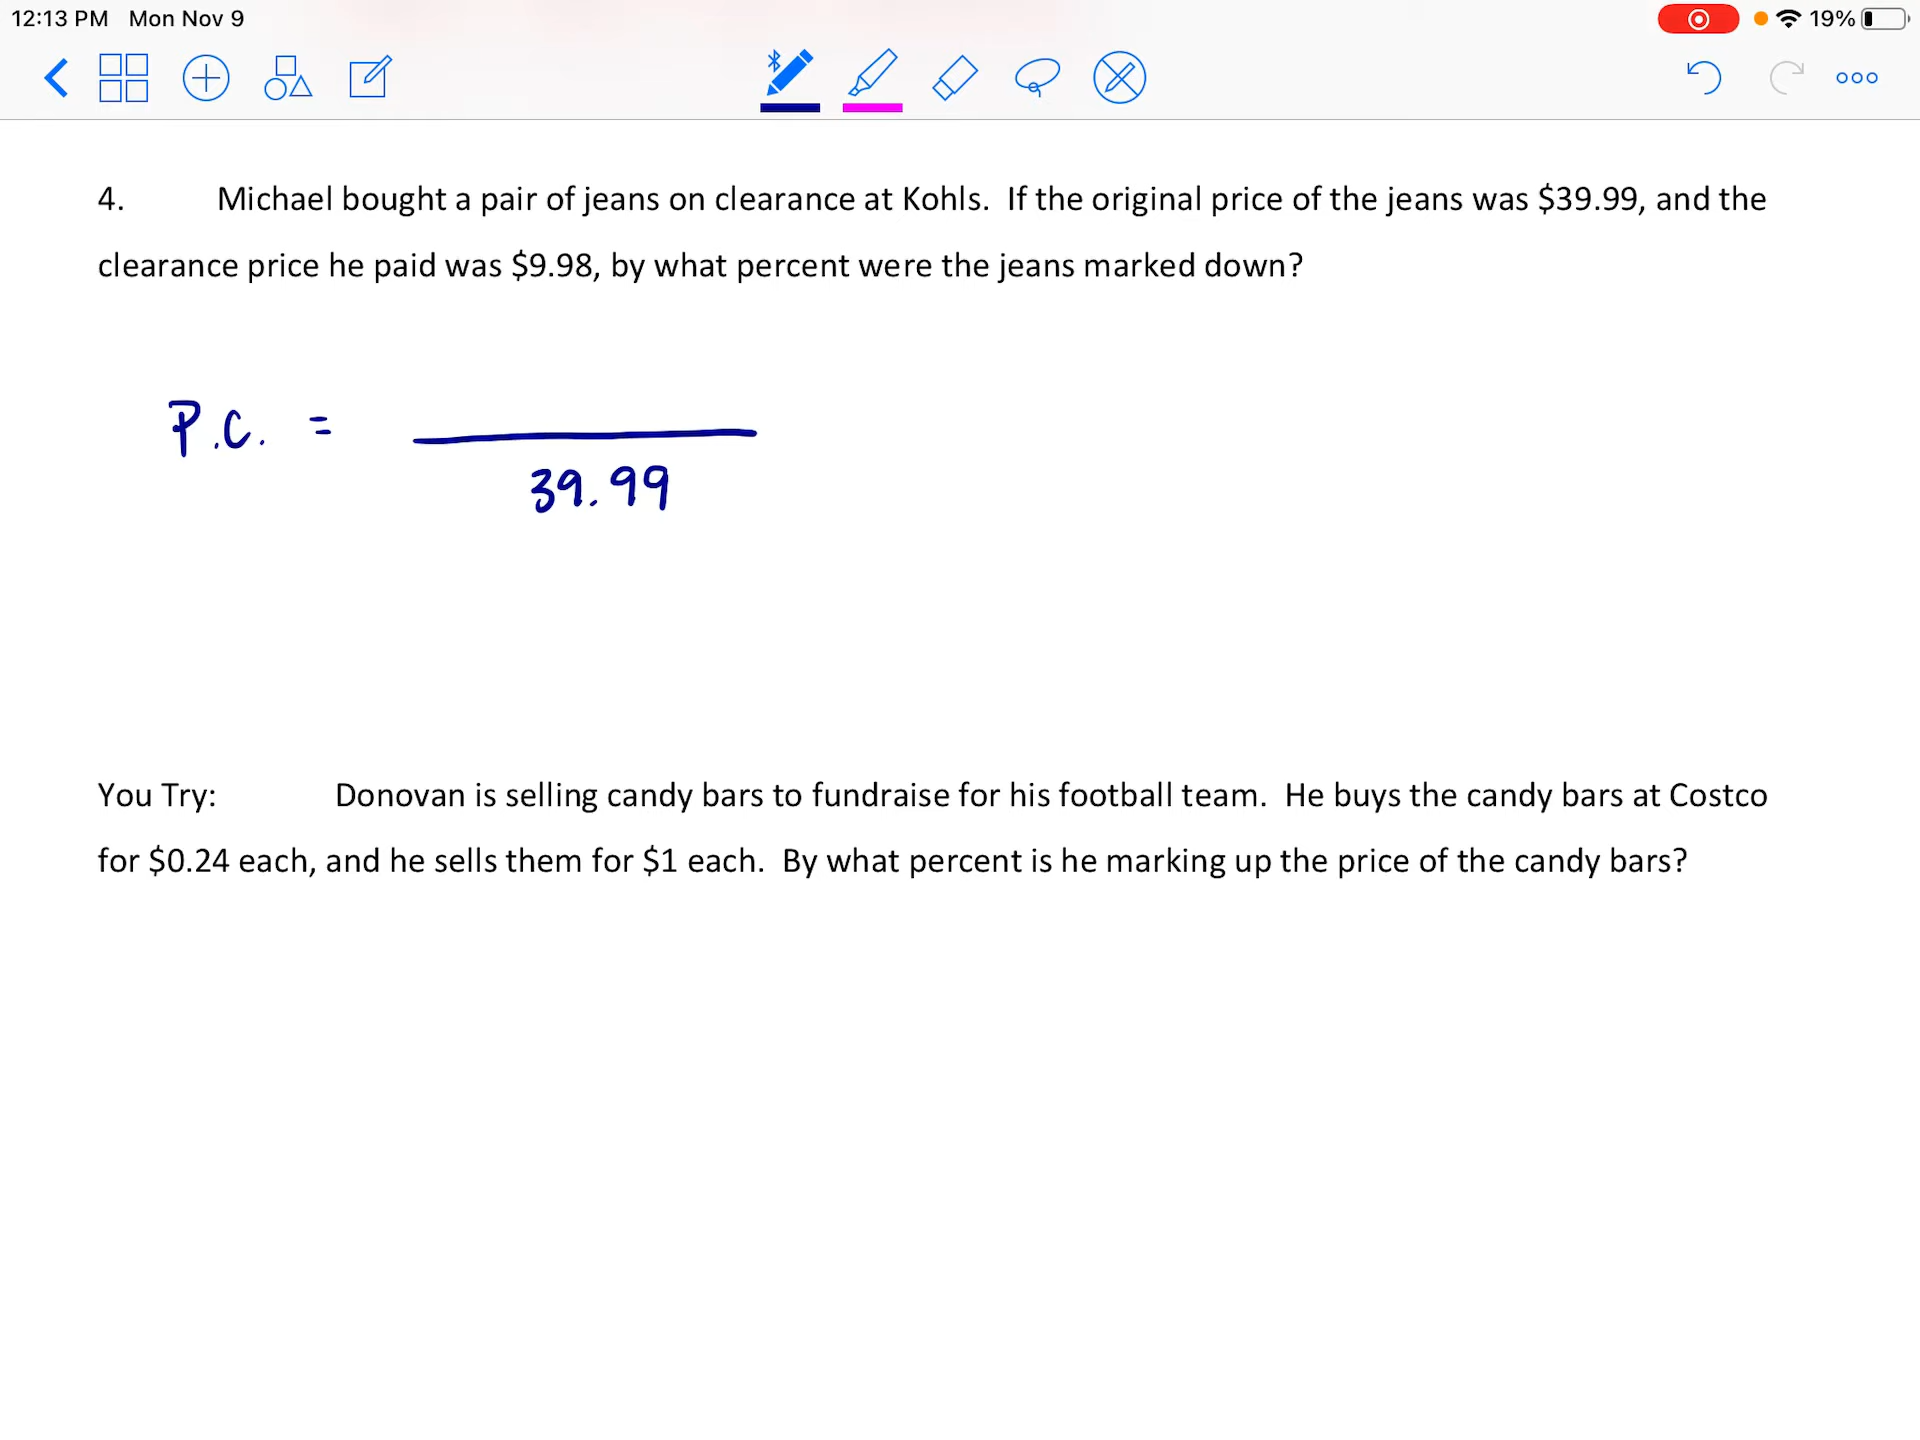 12:13 PM Mon Nov 9 19%
4. Michael bought a pair of jeans on clearance at Kohls. If the original price of the jeans was $39.99, and the
clearance price he paid was $9.98, by what percent were the jeans marked down?
P.C. =
39.99
You Try: Donovan is selling candy bars to fundraise for his football team. He buys the candy bars at Costco
for $0.24 each, and he sells them for $1 each. By what percent is he marking up the price of the candy bars?